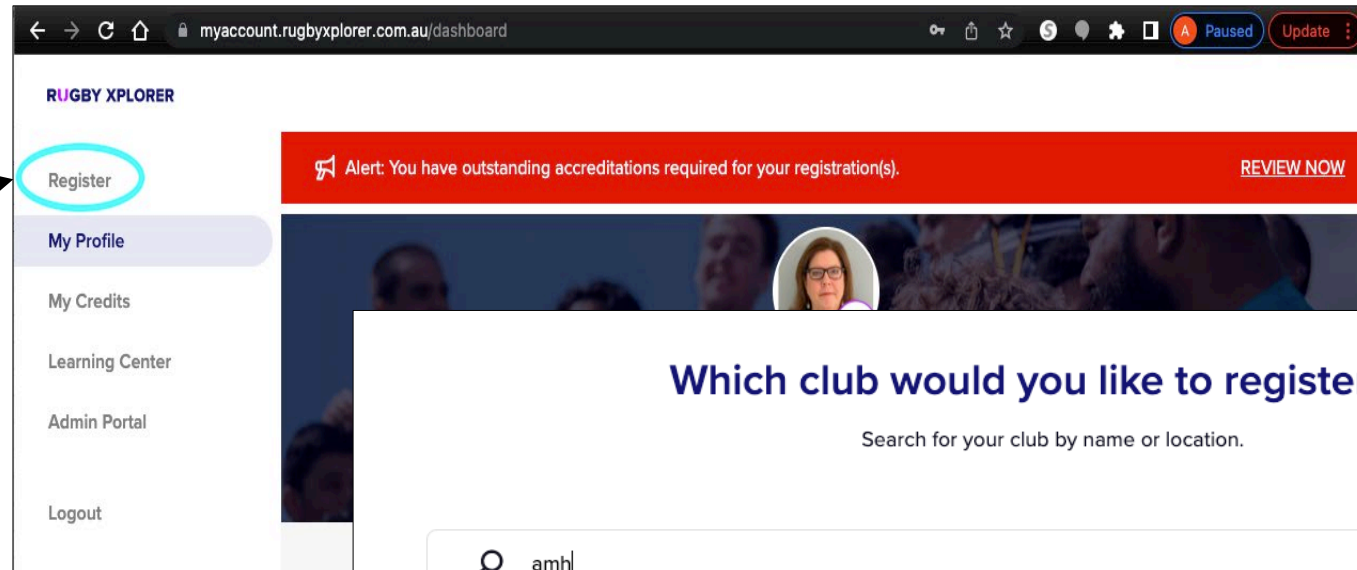 myaccount.rugbyxplorer.com.au/dashboard
S
A Paused
Update
RUGBY XPLORER
Register
Alert: You have outstanding accreditations required for your registration(s).
REVIEW NOW
My Profile
My Credits
Learning Center
Admin Portal
Logout
Which club would you like to register
Search for your club by name or location.
amh